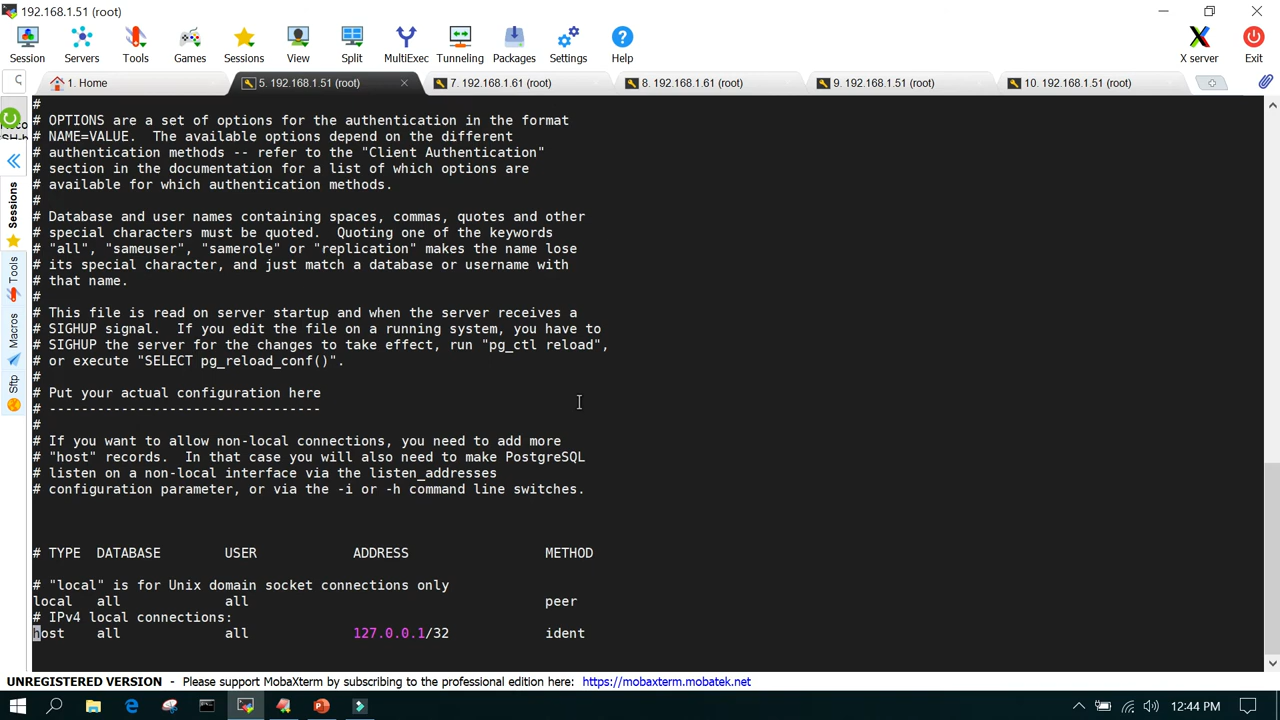 192.168.1.51 (root)
Session
Servers
Tools
Games
Sessions
View
Split
MultiExec
Tunneling
Packages
Settings
Help
X server
Exit
1. Home
5. 192.168.1.51 (root)
7. 192.168.1.61 (root)
8. 192.168.1.61 (root)
9. 192.168.1.51 (root)
10. 192.168.1.51 (root)
Sessions
Tools
Macros
Sftp
#
# OPTIONS are a set of options for the authentication in the format
# NAME=VALUE.  The available options depend on the different
# authentication methods -- refer to the "Client Authentication"
# section in the documentation for a list of which options are
# available for which authentication methods.
#
# Database and user names containing spaces, commas, quotes and other
# special characters must be quoted.  Quoting one of the keywords
# "all", "sameuser", "samerole" or "replication" makes the name lose
# its special character, and just match a database or username with
# that name.
#
# This file is read on server startup and when the server receives a
# SIGHUP signal.  If you edit the file on a running system, you have to
# SIGHUP the server for the changes to take effect, run "pg_ctl reload",
# or execute "SELECT pg_reload_conf()".
#
# Put your actual configuration here
# ----------------------------------
#
# If you want to allow non-local connections, you need to add more
# "host" records.  In that case you will also need to make PostgreSQL
# listen on a non-local interface via the listen_addresses
# configuration parameter, or via the -i or -h command line switches.
# TYPE  DATABASE        USER            ADDRESS                 METHOD
# "local" is for Unix domain socket connections only
local   all             all                                     peer
# IPv4 local connections:
host    all             all             127.0.0.1/32            ident
UNREGISTERED VERSION - Please support MobaXterm by subscribing to the professional edition here: https://mobaxterm.mobatek.net
12:44 PM